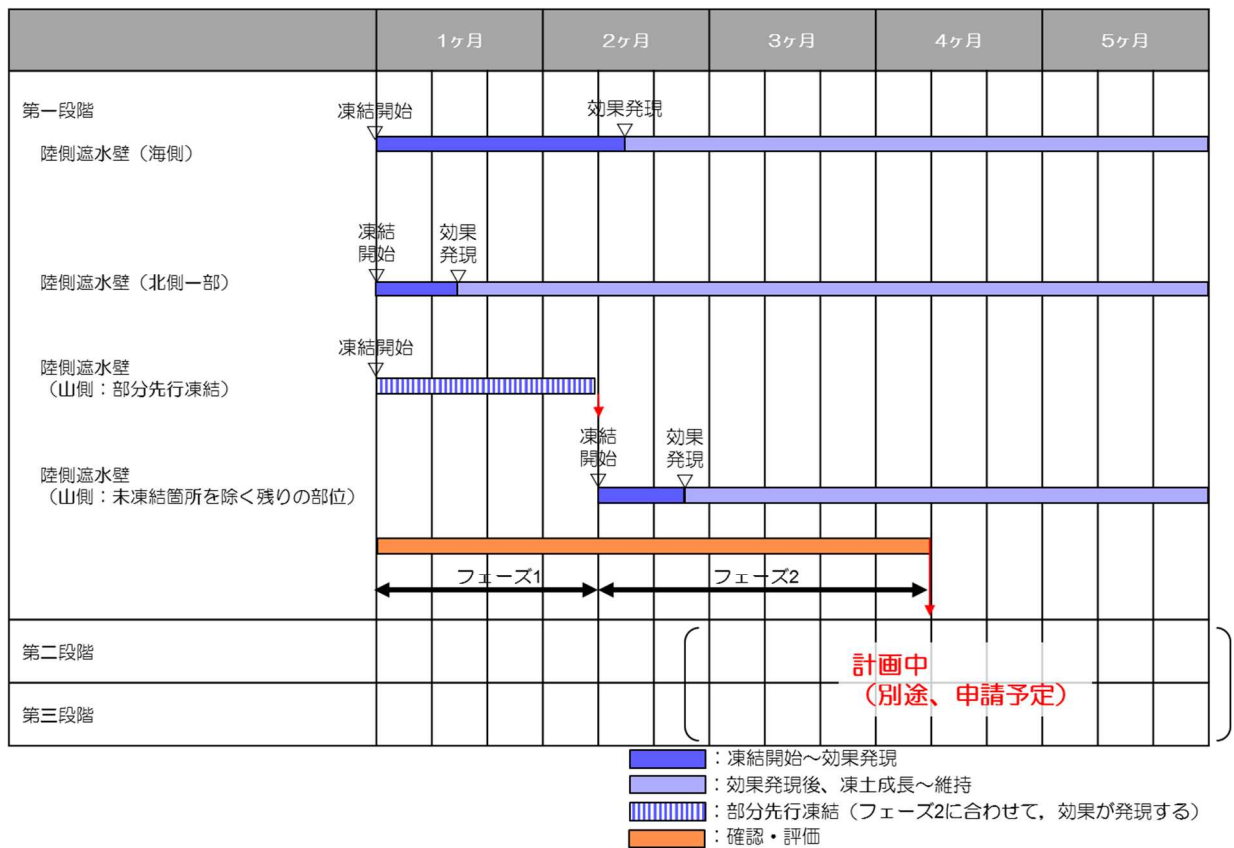 1ヶ月 2ヶ月 3ヶ月 4ヶ月 5ヶ月
第一段階
凍結開始 効果発現
陸側遮水壁（海側）
凍結
開始
効果
発現
陸側遮水壁（北側一部）
凍結開始
陸側遮水壁
（山側：部分先行凍結）
凍結
開始
効果
発現
陸側遮水壁
（山側：未凍結箇所を除く残りの部位）
フェーズ1 フェーズ2
第二段階
計画中
（別途、申請予定）
第三段階
：凍結開始～効果発現
：効果発現後、凍土成長～維持
：部分先行凍結（フェーズ2に合わせて，効果が発現する）
：確認・評価